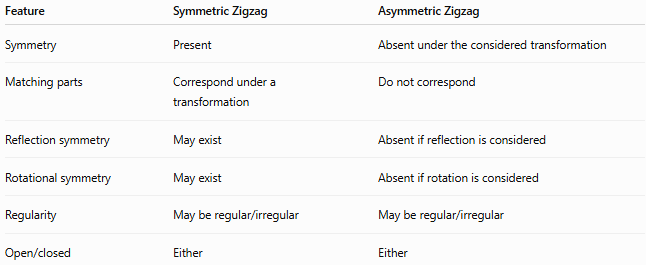 Feature Symmetric Zigzag Asymmetric Zigzag
Symmetry Present Absent under the considered transformation
Matching parts Correspond under a Do not correspond
transformation
Reflection symmetry May exist Absent if reflection is considered
Rotational symmetry May exist Absent if rotation is considered
Regularity May be regular/irregular May be regular/irregular
Open/closed Either Either